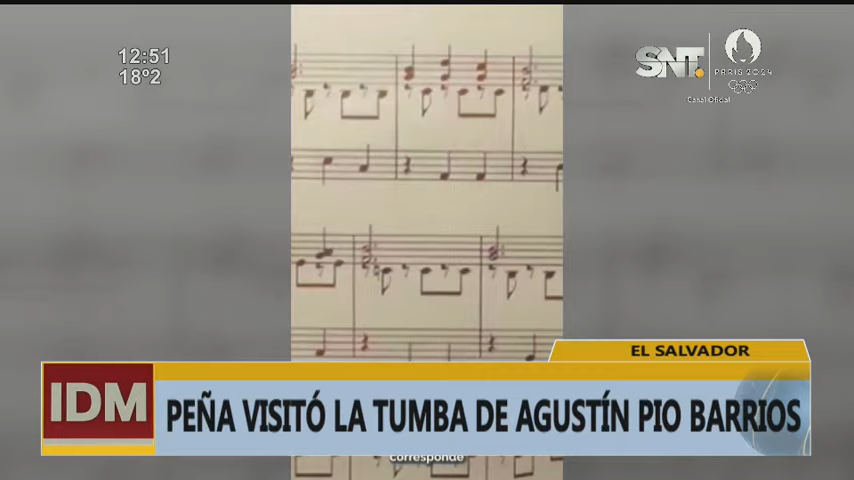 12:51
18º2
SNT.
PARIS 2024
Canal Oficial
EL SALVADOR
IDM
PEÑA VISITÓ LA TUMBA DE AGUSTÍN PIO BARRIOS
corresponde